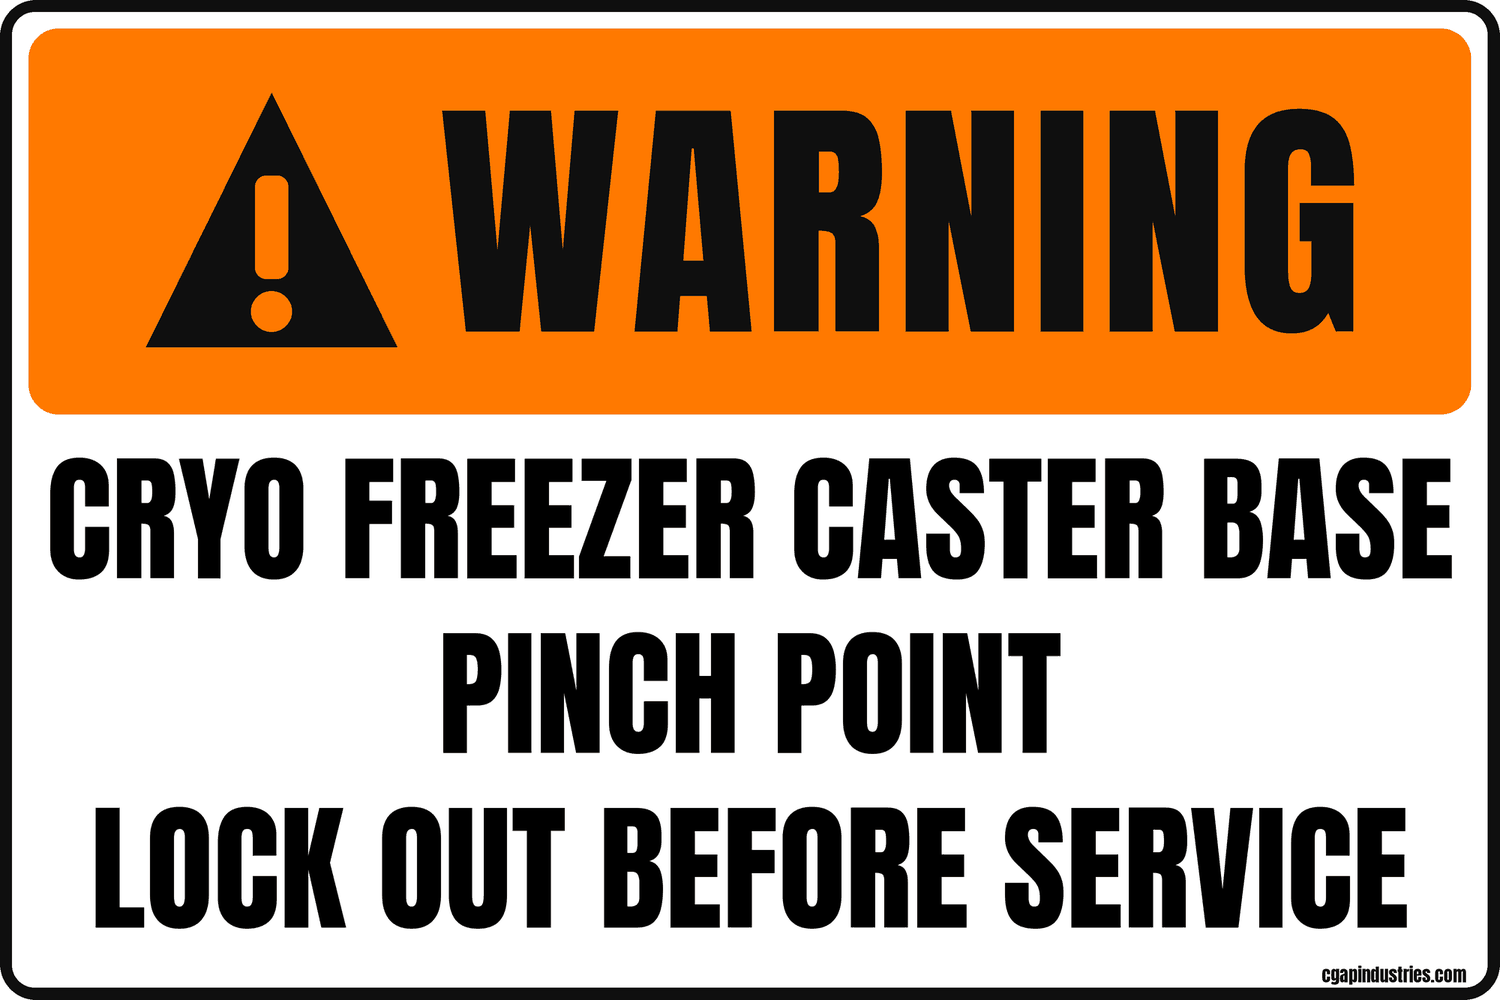 WARNING
CRYO FREEZER CASTER BASE
PINCH POINT
LOCK OUT BEFORE SERVICE
cgapindustries.com